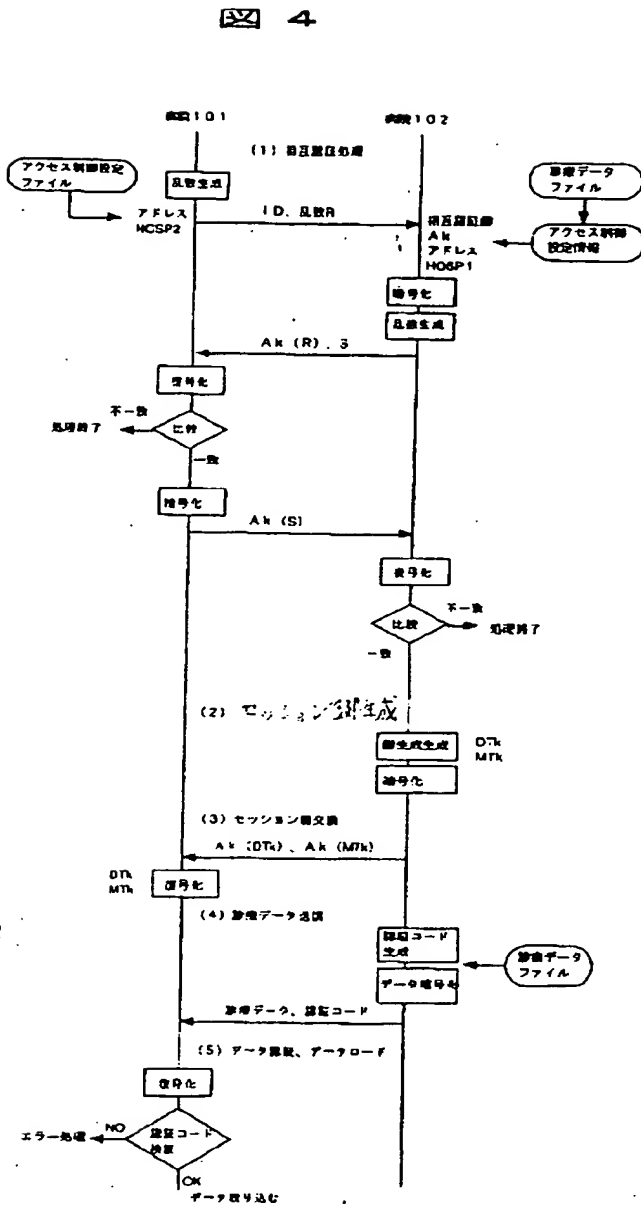 図 4
病院101
病院102
(1) 相互認証処理
アクセス制御設定
ファイル
乱数生成
診療データ
ファイル
アドレス
HCSP2
ID、乱数R
相互認証鍵
Ak
アドレス
HOSP1
アクセス制御
設定情報
暗号化
乱数生成
Ak (R)、S
復号化
不一致
処理終了
比較
一致
暗号化
Ak (S)
復号化
不一致
比較
処理終了
一致
(2) セッション鍵生成
鍵生成生成
DTk
MTk
暗号化
(3) セッション鍵交換
Ak (DTk)、Ak (MTk)
DTk
MTk
復号化
(4) 診療データ送信
認証コード
生成
診療データ
ファイル
データ暗号化
診療データ、認証コード
(5) データ認証、データロード
復号化
エラー処理
NO
認証コード
検証
OK
データ取り込む